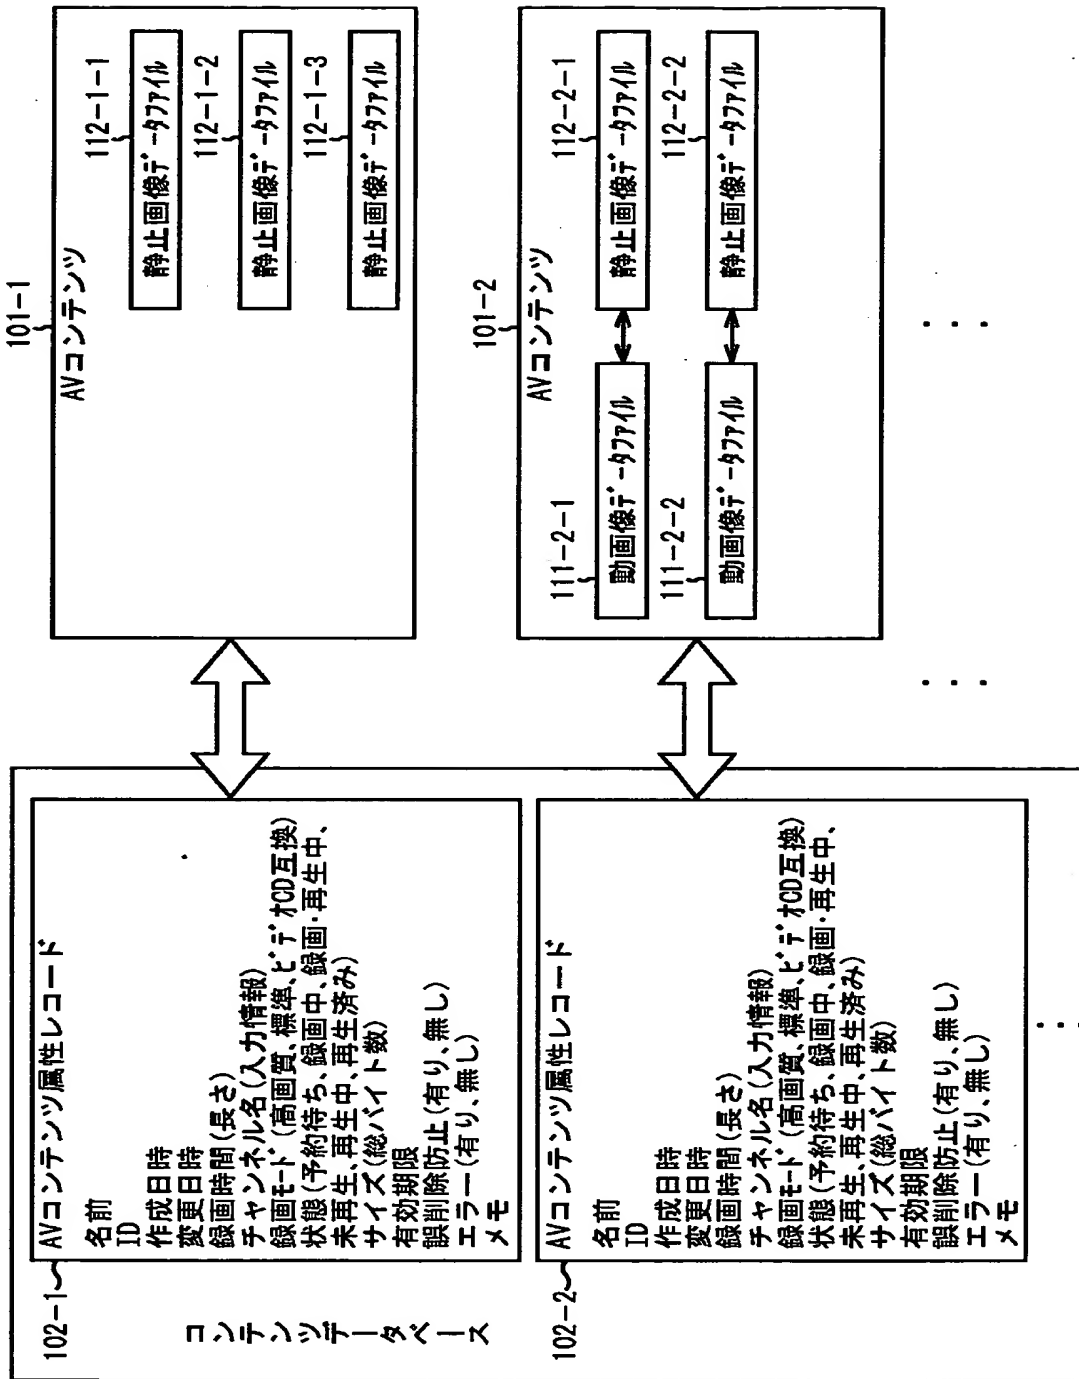 コンテンツデータベース
102-1
AVコンテンツ属性レコード
名前
ID
作成日時
変更日時
録画時間(長さ)
チャンネル名(入力情報)
録画モード(高画質、標準、ビデオCD互換)
状態(予約待ち、録画中、録画・再生中、
未再生、再生中、再生済み)
サイズ(総バイト数)
有効期限
誤削除防止(有り、無し)
エラー(有り、無し)
メモ
102-2
AVコンテンツ属性レコード
名前
ID
作成日時
変更日時
録画時間(長さ)
チャンネル名(入力情報)
録画モード(高画質、標準、ビデオCD互換)
状態(予約待ち、録画中、録画・再生中、
未再生、再生中、再生済み)
サイズ(総バイト数)
有効期限
誤削除防止(有り、無し)
エラー(有り、無し)
メモ
101-1
AVコンテンツ
112-1-1
静止画像データファイル
112-1-2
静止画像データファイル
112-1-3
静止画像データファイル
101-2
AVコンテンツ
111-2-1
動画像データファイル
112-2-1
静止画像データファイル
111-2-2
動画像データファイル
112-2-2
静止画像データファイル